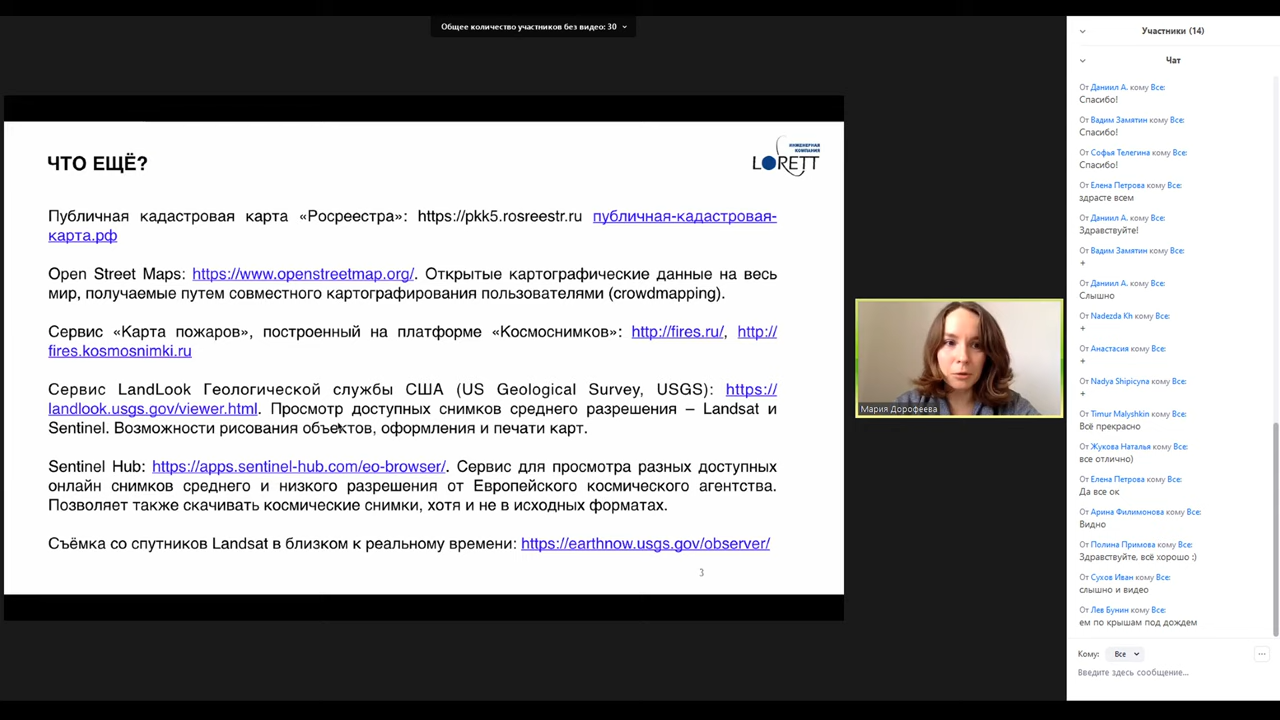 Общее количество участников без видео: 30
ЧТО ЕЩЁ?
ИНЖЕНЕРНАЯ
КОМПАНИЯ
LORETT
Публичная кадастровая карта «Росреестра»: https://pkk5.rosreestr.ru публичная-кадастровая-
карта.рф
Open Street Maps: https://www.openstreetmap.org/. Открытые картографические данные на весь
мир, получаемые путем совместного картографирования пользователями (crowdmapping).
Сервис «Карта пожаров», построенный на платформе «Космоснимков»: http://fires.ru/, http://
fires.kosmosnimki.ru
Сервис LandLook Геологической службы США (US Geological Survey, USGS): https://
landlook.usgs.gov/viewer.html. Просмотр доступных снимков среднего разрешения – Landsat и
Sentinel. Возможности рисования объектов, оформления и печати карт.
Sentinel Hub: https://apps.sentinel-hub.com/eo-browser/. Сервис для просмотра разных доступных
онлайн снимков среднего и низкого разрешения от Европейского космического агентства.
Позволяет также скачивать космические снимки, хотя и не в исходных форматах.
Съёмка со спутников Landsat в близком к реальному времени: https://earthnow.usgs.gov/observer/
3
Мария Дорофеева
Участники (14)
Чат
От Даниил А. кому Все:
Спасибо!
От Вадим Замятин кому Все:
Спасибо!
От Софья Телегина кому Все:
Спасибо!
От Елена Петрова кому Все:
здрасте всем
От Даниил А. кому Все:
Здравствуйте!
От Вадим Замятин кому Все:
+
От Даниил А. кому Все:
Слышно
От Nadezda Kh кому Все:
+
От Анастасия кому Все:
+
От Nadya Shipicyna кому Все:
+
От Timur Malyshkin кому Все:
Всё прекрасно
От Жукова Наталья кому Все:
все отлично)
От Елена Петрова кому Все:
Да все ок
От Арина Филимонова кому Все:
Видно
От Полина Примова кому Все:
Здравствуйте, всё хорошо :)
От Сухов Иван кому Все:
слышно и видео
От Лев Бунин кому Все:
ем по крышам под дождем
Кому: Все
Введите здесь сообщение...